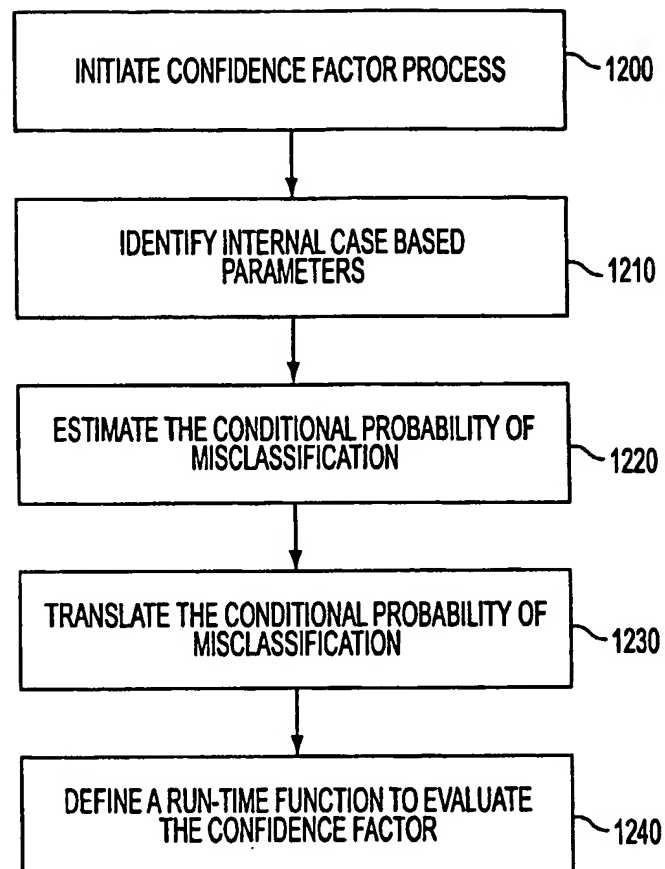 INITIATE CONFIDENCE FACTOR PROCESS
1200
IDENTIFY INTERNAL CASE BASED
PARAMETERS
1210
ESTIMATE THE CONDITIONAL PROBABILITY OF
MISCLASSIFICATION
1220
TRANSLATE THE CONDITIONAL PROBABILITY OF
MISCLASSIFICATION
1230
DEFINE A RUN-TIME FUNCTION TO EVALUATE
THE CONFIDENCE FACTOR
1240